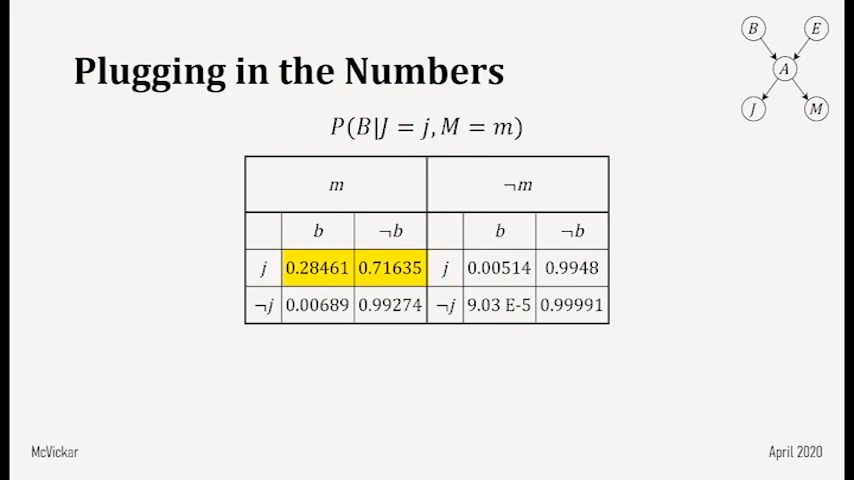 B E
Plugging in the Numbers
A
J M
P(B|J = j, M = m)
m ¬m
b ¬b b ¬b
j 0.28461 0.71635 j 0.00514 0.9948
¬j 0.00689 0.99274 ¬j 9.03 E-5 0.99991
McVickar April 2020